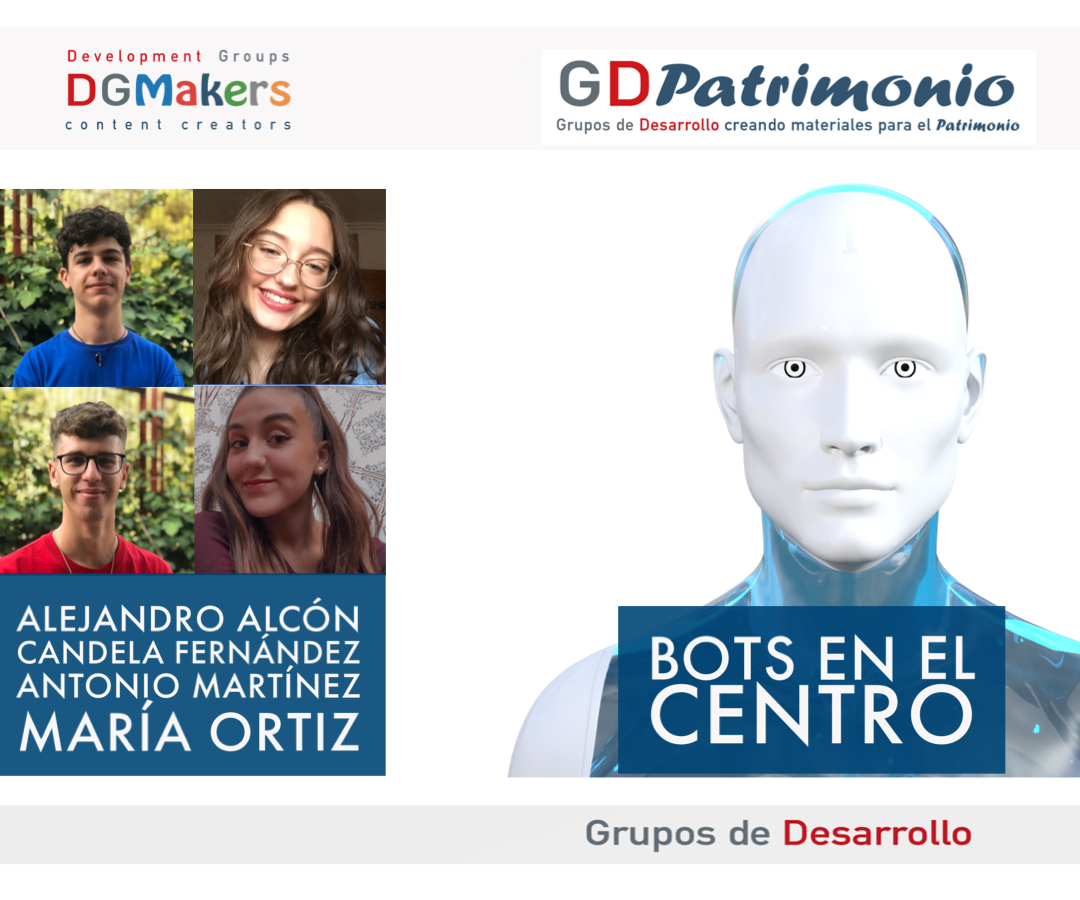 Development Groups
DGMakers
content creators
GDPatrimonio
Grupos de Desarrollo creando materiales para el Patrimonio
ALEJANDRO ALCÓN
CANDELA FERNÁNDEZ
ANTONIO MARTÍNEZ
MARÍA ORTIZ
BOTS EN EL
CENTRO
Grupos de Desarrollo